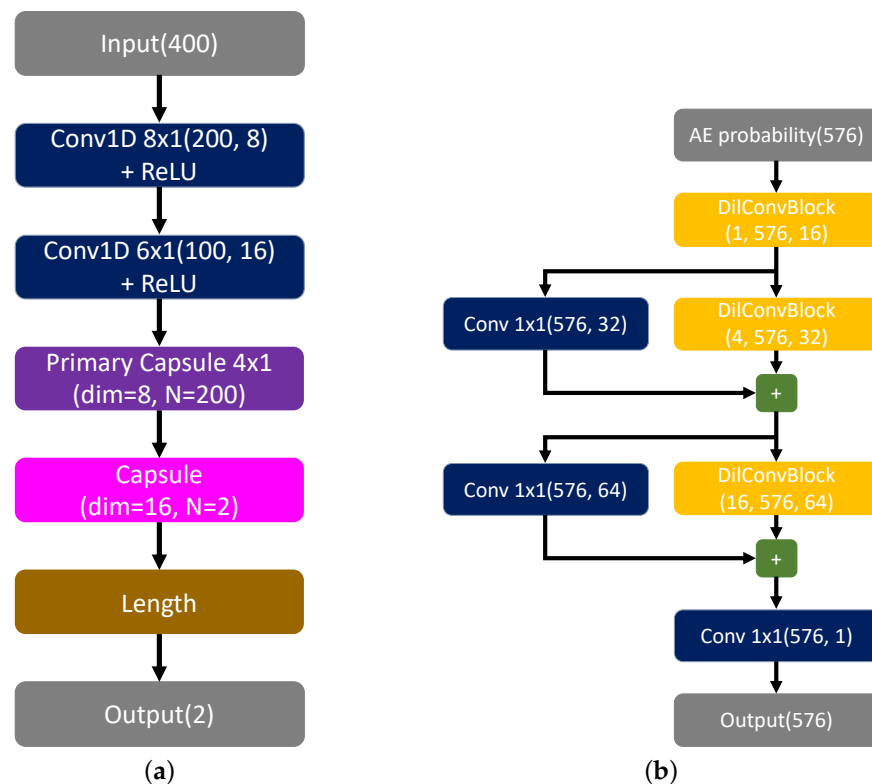 Input(400)
Conv1D 8x1(200, 8)
+ ReLU
Conv1D 6x1(100, 16)
+ ReLU
Primary Capsule 4x1
(dim=8, N=200)
Capsule
(dim=16, N=2)
Length
Output(2)
(a)
AE probability(576)
DilConvBlock
(1, 576, 16)
Conv 1x1(576, 32)
DilConvBlock
(4, 576, 32)
+
Conv 1x1(576, 64)
DilConvBlock
(16, 576, 64)
+
Conv 1x1(576, 1)
Output(576)
(b)